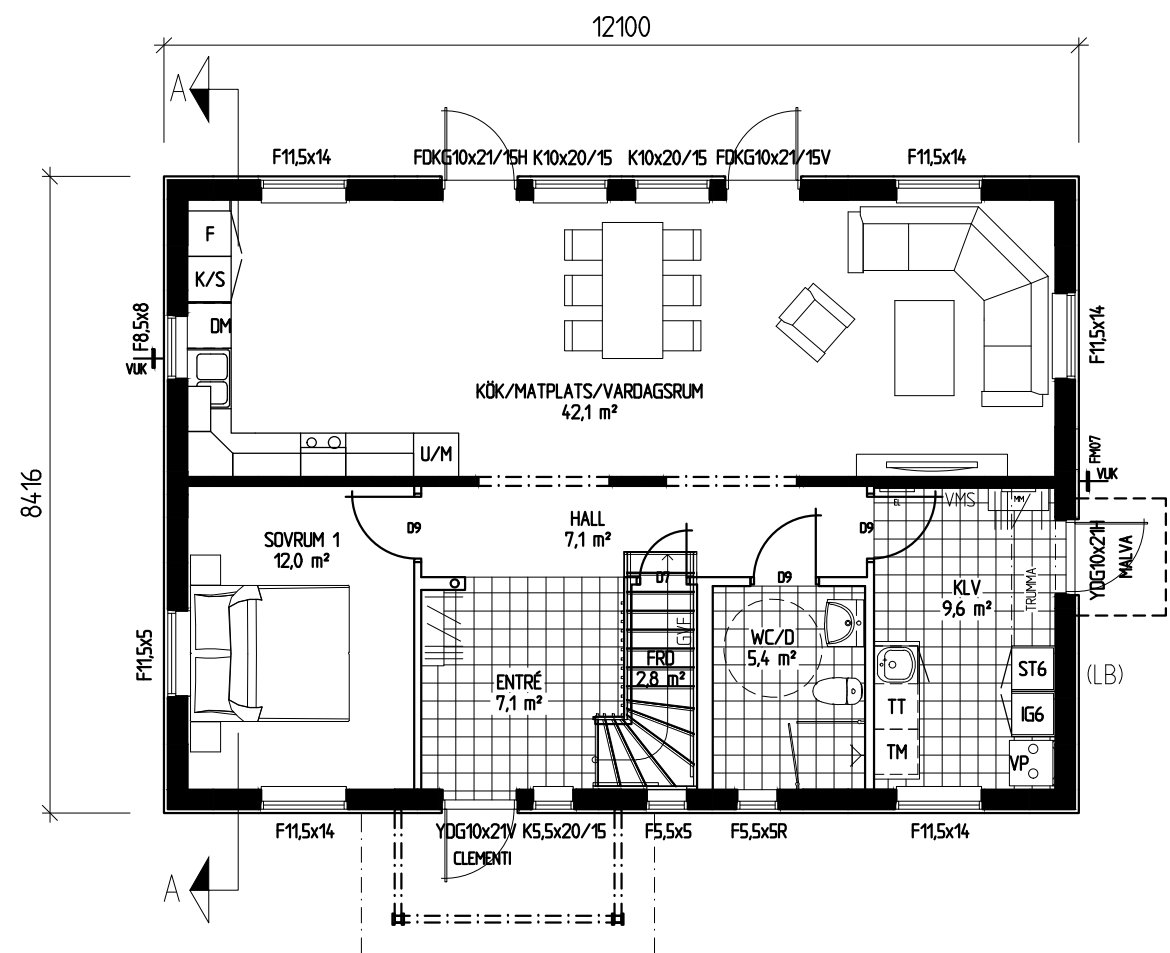 12100
A
F11,5x14
FDKG10x21/15H
K10x20/15
K10x20/15
FDKG10x21/15V
F11,5x14
F
K/S
DM
F8,5x8
VUK
F11,5x14
KÖK/MATPLATS/VARDAGSRUM
42,1 m²
U/M
FM07
VUK
8416
SOVRUM 1
12,0 m²
D9
HALL
7,1 m²
D9
VMS
MM
YDG10x21H
MALVA
D7
D9
KLV
9,6 m²
TRUMMA
GVF
F11,5x5
ENTRÉ
7,1 m²
FRD
2,8 m²
WC/D
5,4 m²
ST6
(LB)
TT
IG6
TM
VP
F11,5x14
YDG10x21V
CLEMENTI
K5,5x20/15
F5,5x5
F5,5x5R
F11,5x14
A